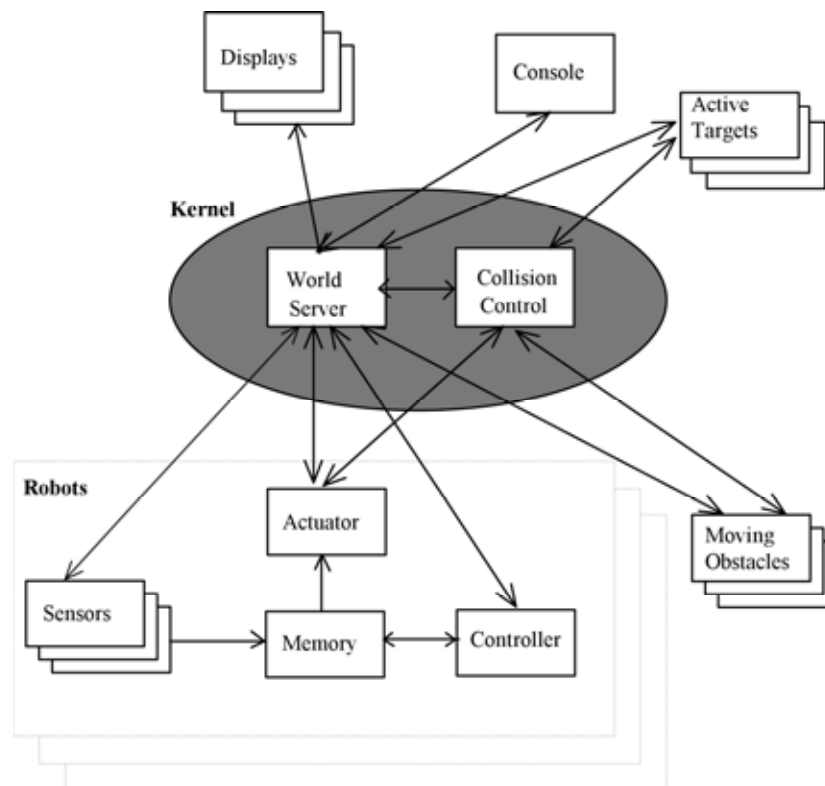 Displays
Console
Active
Targets
Kernel
World
Server
Collision
Control
Robots
Actuator
Moving
Obstacles
Sensors
Memory
Controller